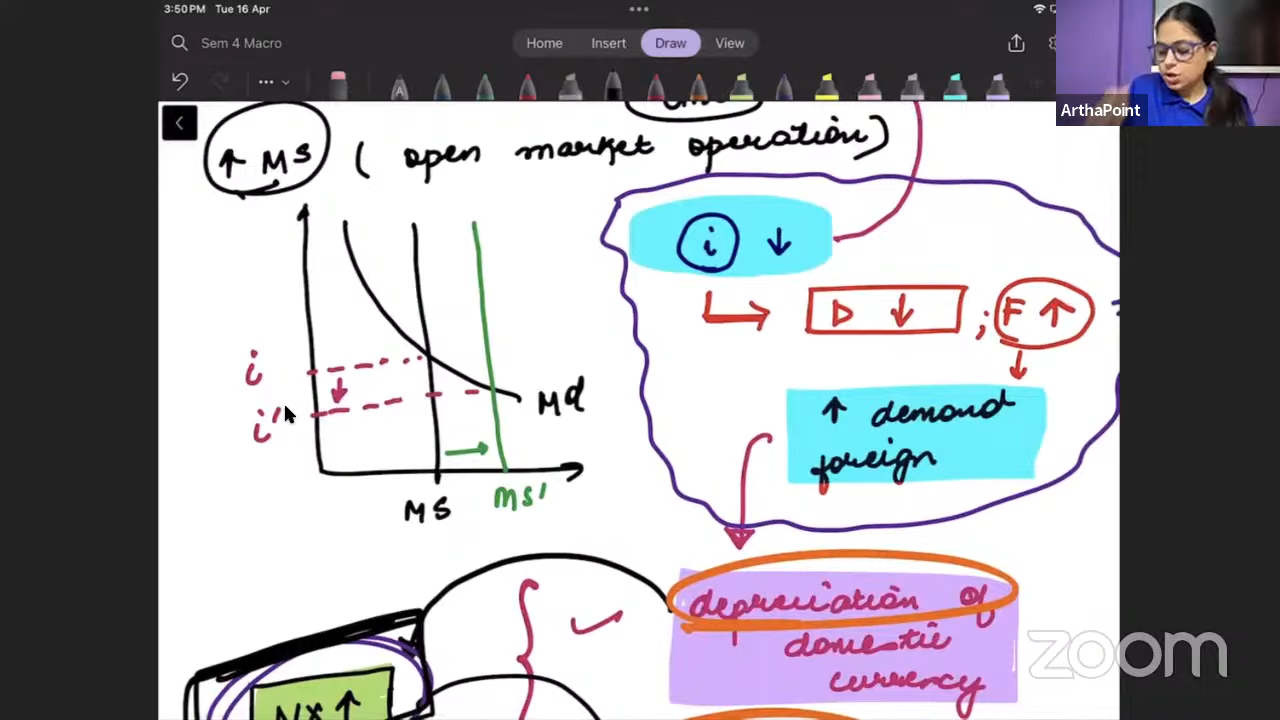 3:50 PM Tue 16 Apr
Sem 4 Macro
Home Insert Draw View
A
ArthaPoint
↑ Ms ( open market operation)
i ↓
D ↓ ; F ↑
i
i'
Md
↑ demand
foreign
Ms
Ms'
depreciation of
domestic
currency
NX ↑
zoom